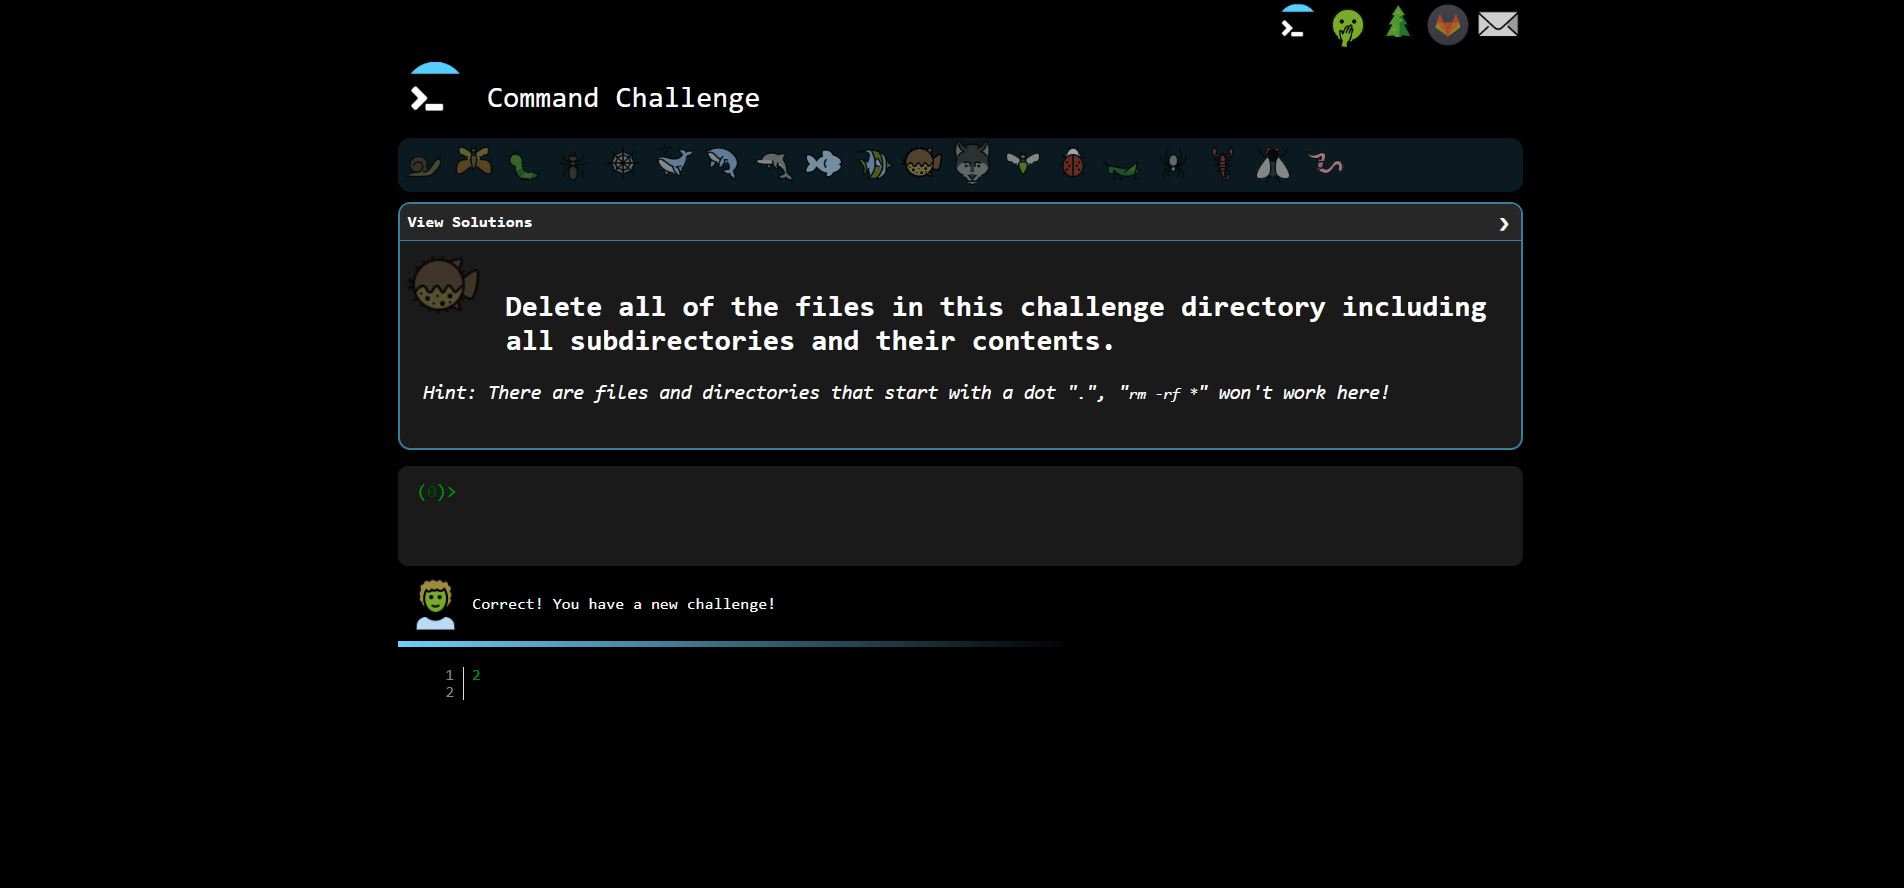 Command Challenge
View Solutions
Delete all of the files in this challenge directory including
all subdirectories and their contents.
Hint: There are files and directories that start with a dot ".", "rm -rf *" won't work here!
(0)>
Correct! You have a new challenge!
1 2
2